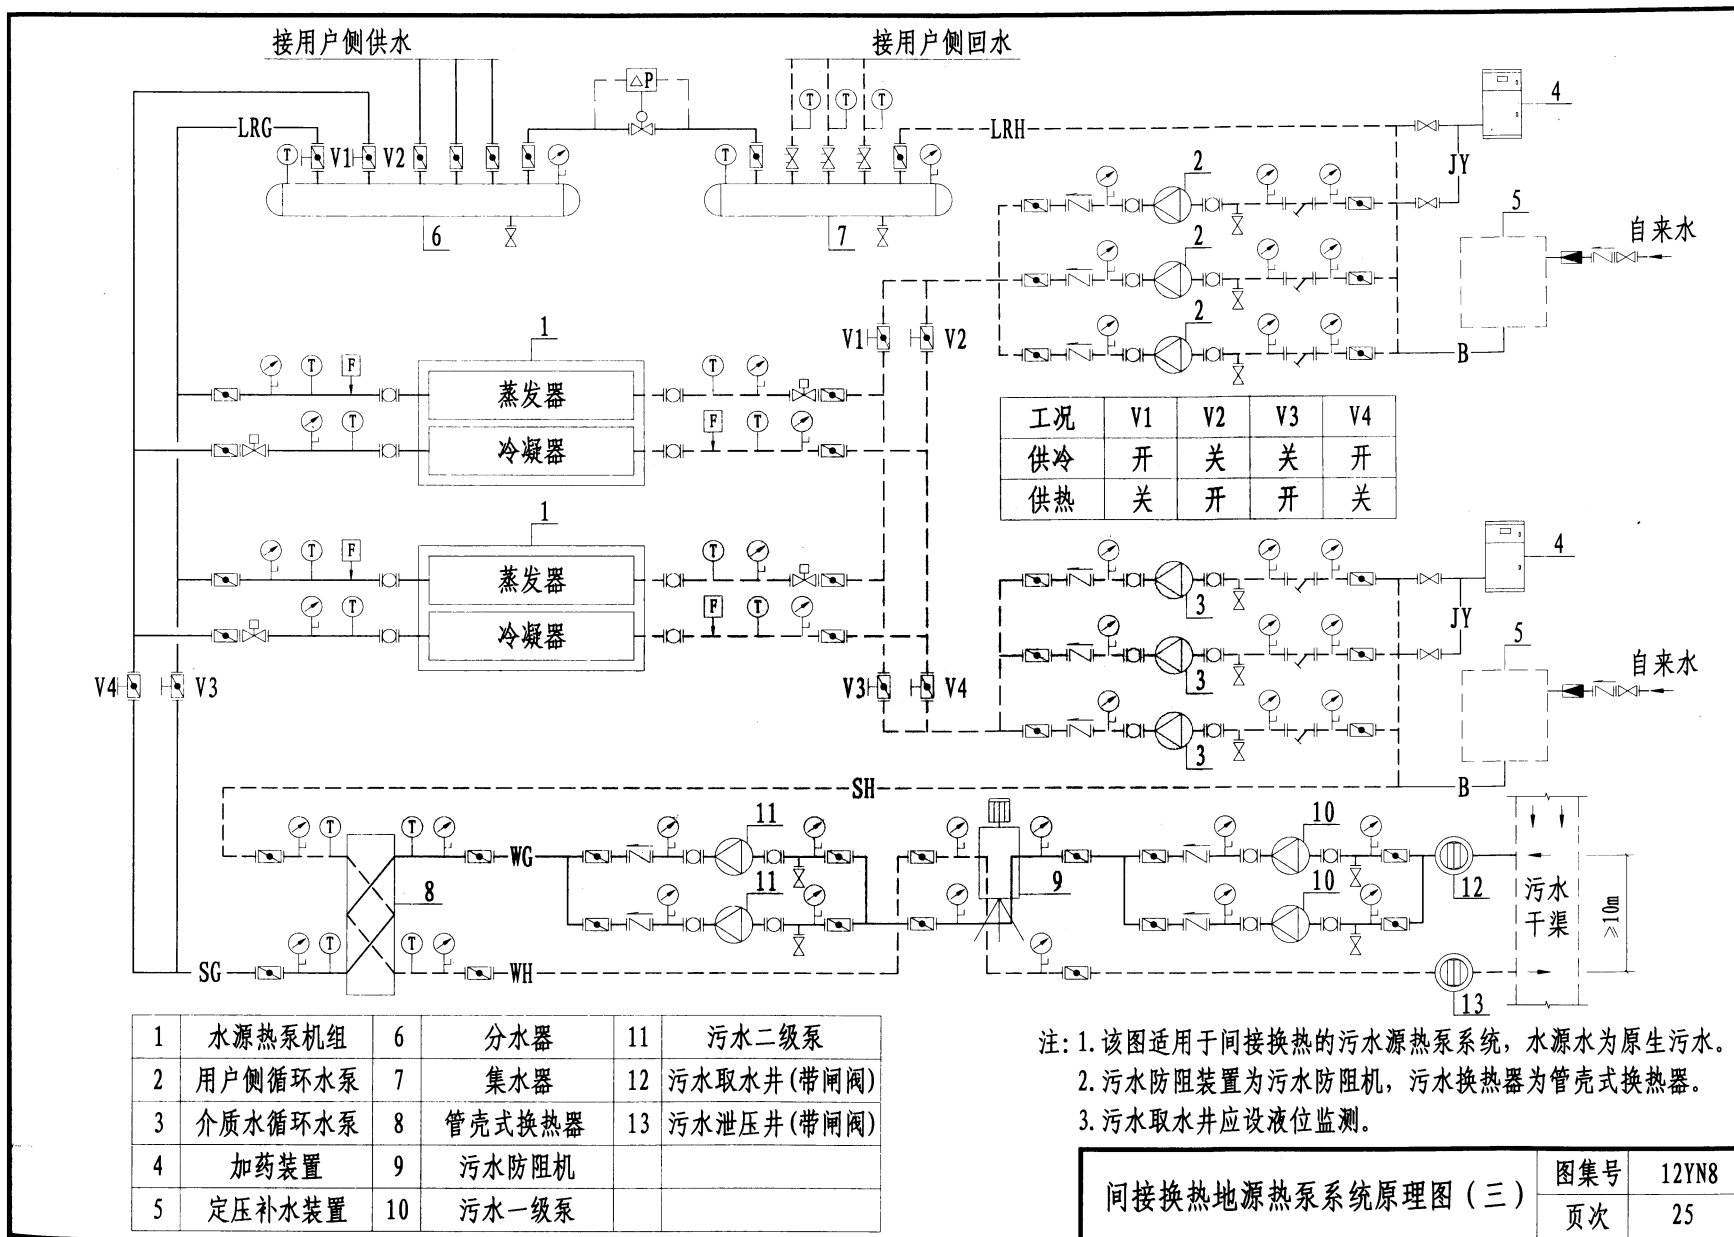 接用户侧供水 接用户侧回水
△P
T T T
4
LRG LRH
T V1 V2 T
JY
2
5
自来水
6 7
2
2
1
V1 V2
B
T F T
蒸发器
T F T
冷凝器
工况 V1 V2 V3 V4
供冷 开 关 关 开
供热 关 开 开 关
1
4
T F T
蒸发器
3
T F T
冷凝器
JY
5
3
自来水
V4 V3 V3 V4
3
SH B
11 10
T T
WG
8 11 9 10 12 污水干渠
≥10m
T T
SG WH
13
1 水源热泵机组 6 分水器 11 污水二级泵
2 用户侧循环水泵 7 集水器 12 污水取水井(带闸阀)
3 介质水循环水泵 8 管壳式换热器 13 污水泄压井(带闸阀)
4 加药装置 9 污水防阻机
5 定压补水装置 10 污水一级泵
注: 1. 该图适用于间接换热的污水源热泵系统，水源水为原生污水。
2. 污水防阻装置为污水防阻机，污水换热器为管壳式换热器。
3. 污水取水井应设液位监测。
间接换热地源热泵系统原理图（三） 图集号 12YN8
页次 25